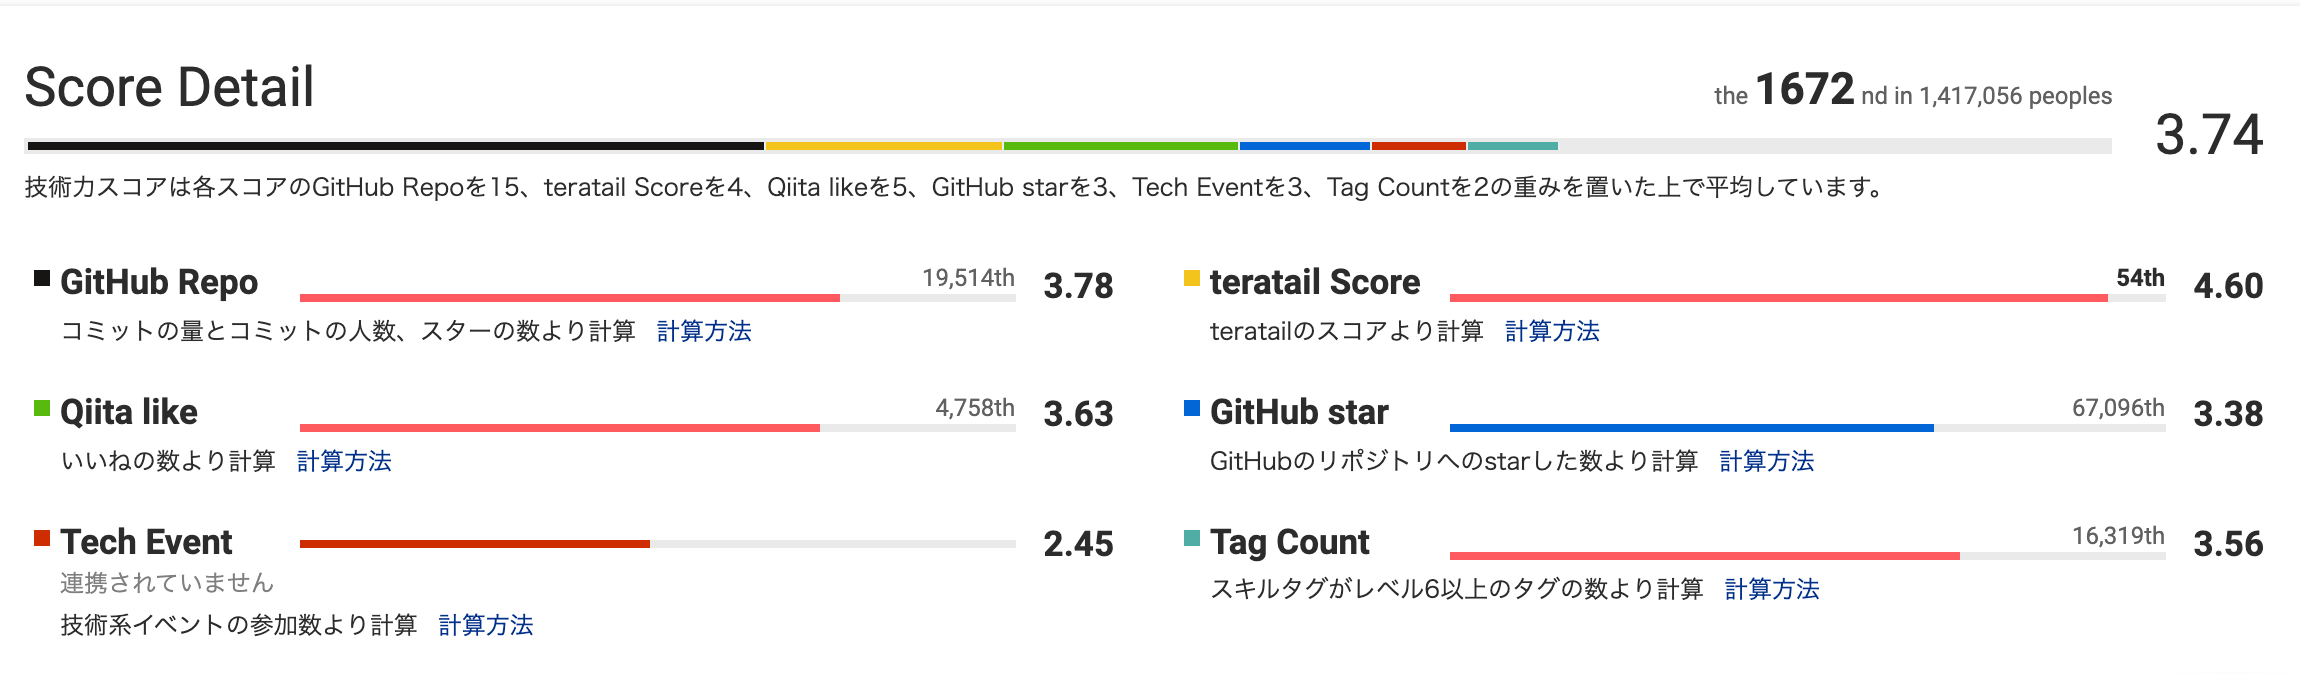 Score Detail
the 1672 nd in 1,417,056 peoples
3.74
技術力スコアは各スコアのGitHub Repoを15、teratail Scoreを4、Qiita likeを5、GitHub starを3、Tech Eventを3、Tag Countを2の重みを置いた上で平均しています。
GitHub Repo 19,514th 3.78
コミットの量とコミットの人数、スターの数より計算 計算方法
teratail Score 54th 4.60
teratailのスコアより計算 計算方法
Qiita like 4,758th 3.63
いいねの数より計算 計算方法
GitHub star 67,096th 3.38
GitHubのリポジトリへのstarした数より計算 計算方法
Tech Event 2.45
連携されていません
技術系イベントの参加数より計算 計算方法
Tag Count 16,319th 3.56
スキルタグがレベル6以上のタグの数より計算 計算方法